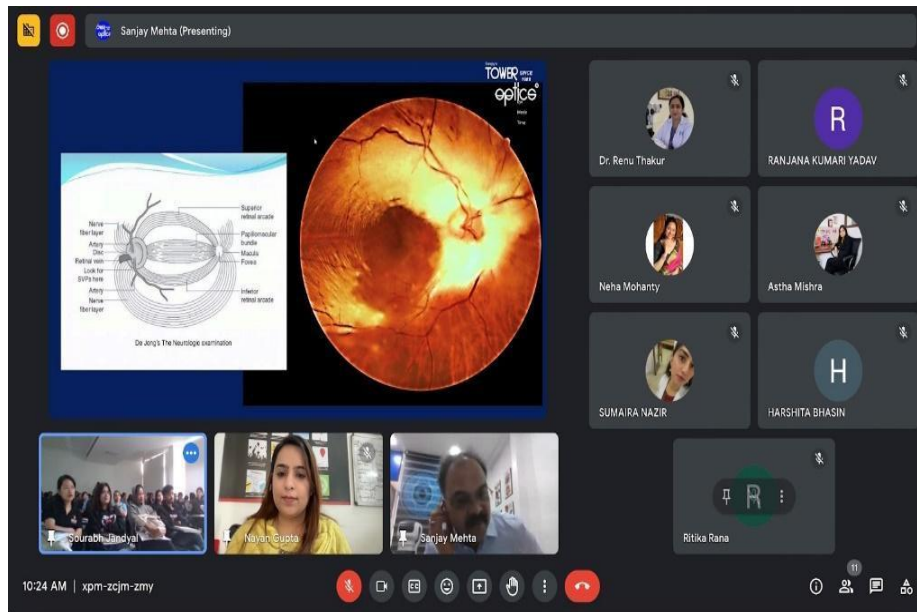 Sanjay Mehta (Presenting)
TOWER
optics
Nerve
fiber layer
Artery
Disc
Retinal vein
Look for
SVPs here
Artery
Nerve
fiber layer
Superior
retinal arcade
Papillomacular
bundle
Macula
Fovea
Inferior
retinal arcade
De Jong's The Neurologic examination
Dr. Renu Thakur
R
RANJANA KUMARI YADAV
Neha Mohanty
Astha Mishra
SUMAIRA NAZIR
H
HARSHITA BHASIN
Sourabh Jandyal
Nayan Gupta
Sanjay Mehta
R
Ritika Rana
10:24 AM | xpm-zcjm-zmy
CC
11